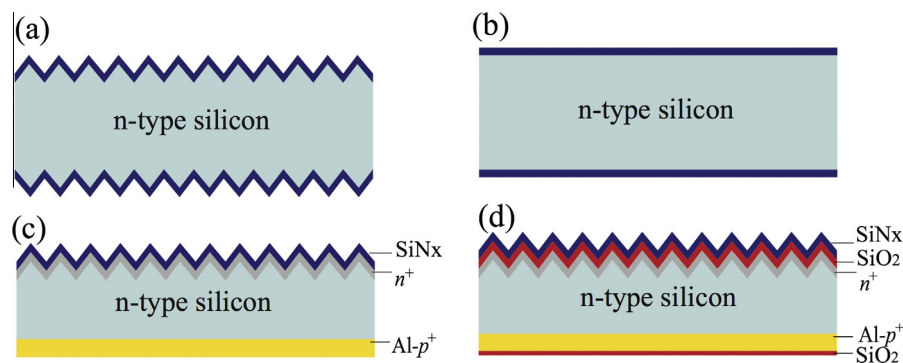 (a)
n-type silicon
(b)
n-type silicon
(c)
SiNx
n⁺
n-type silicon
Al-p⁺
(d)
SiNx
SiO₂
n⁺
n-type silicon
Al-p⁺
SiO₂